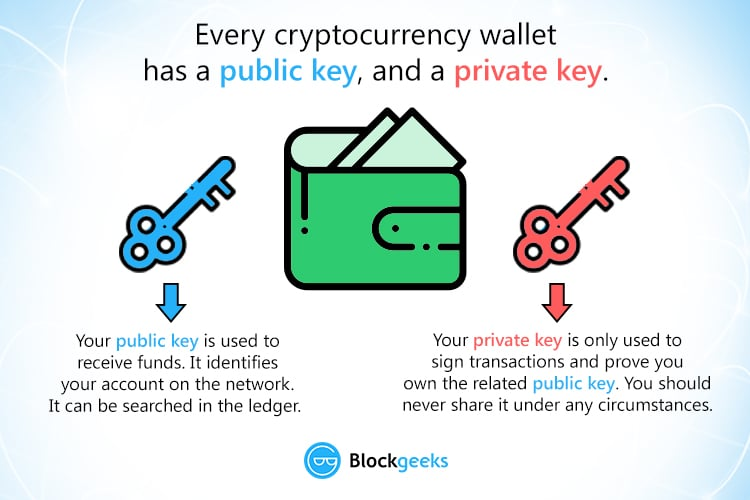 Every cryptocurrency wallet
has a public key, and a private key.
Your public key is used to
receive funds. It identifies
your account on the network.
It can be searched in the ledger.
Your private key is only used to
sign transactions and prove you
own the related public key. You should
never share it under any circumstances.
Blockgeeks